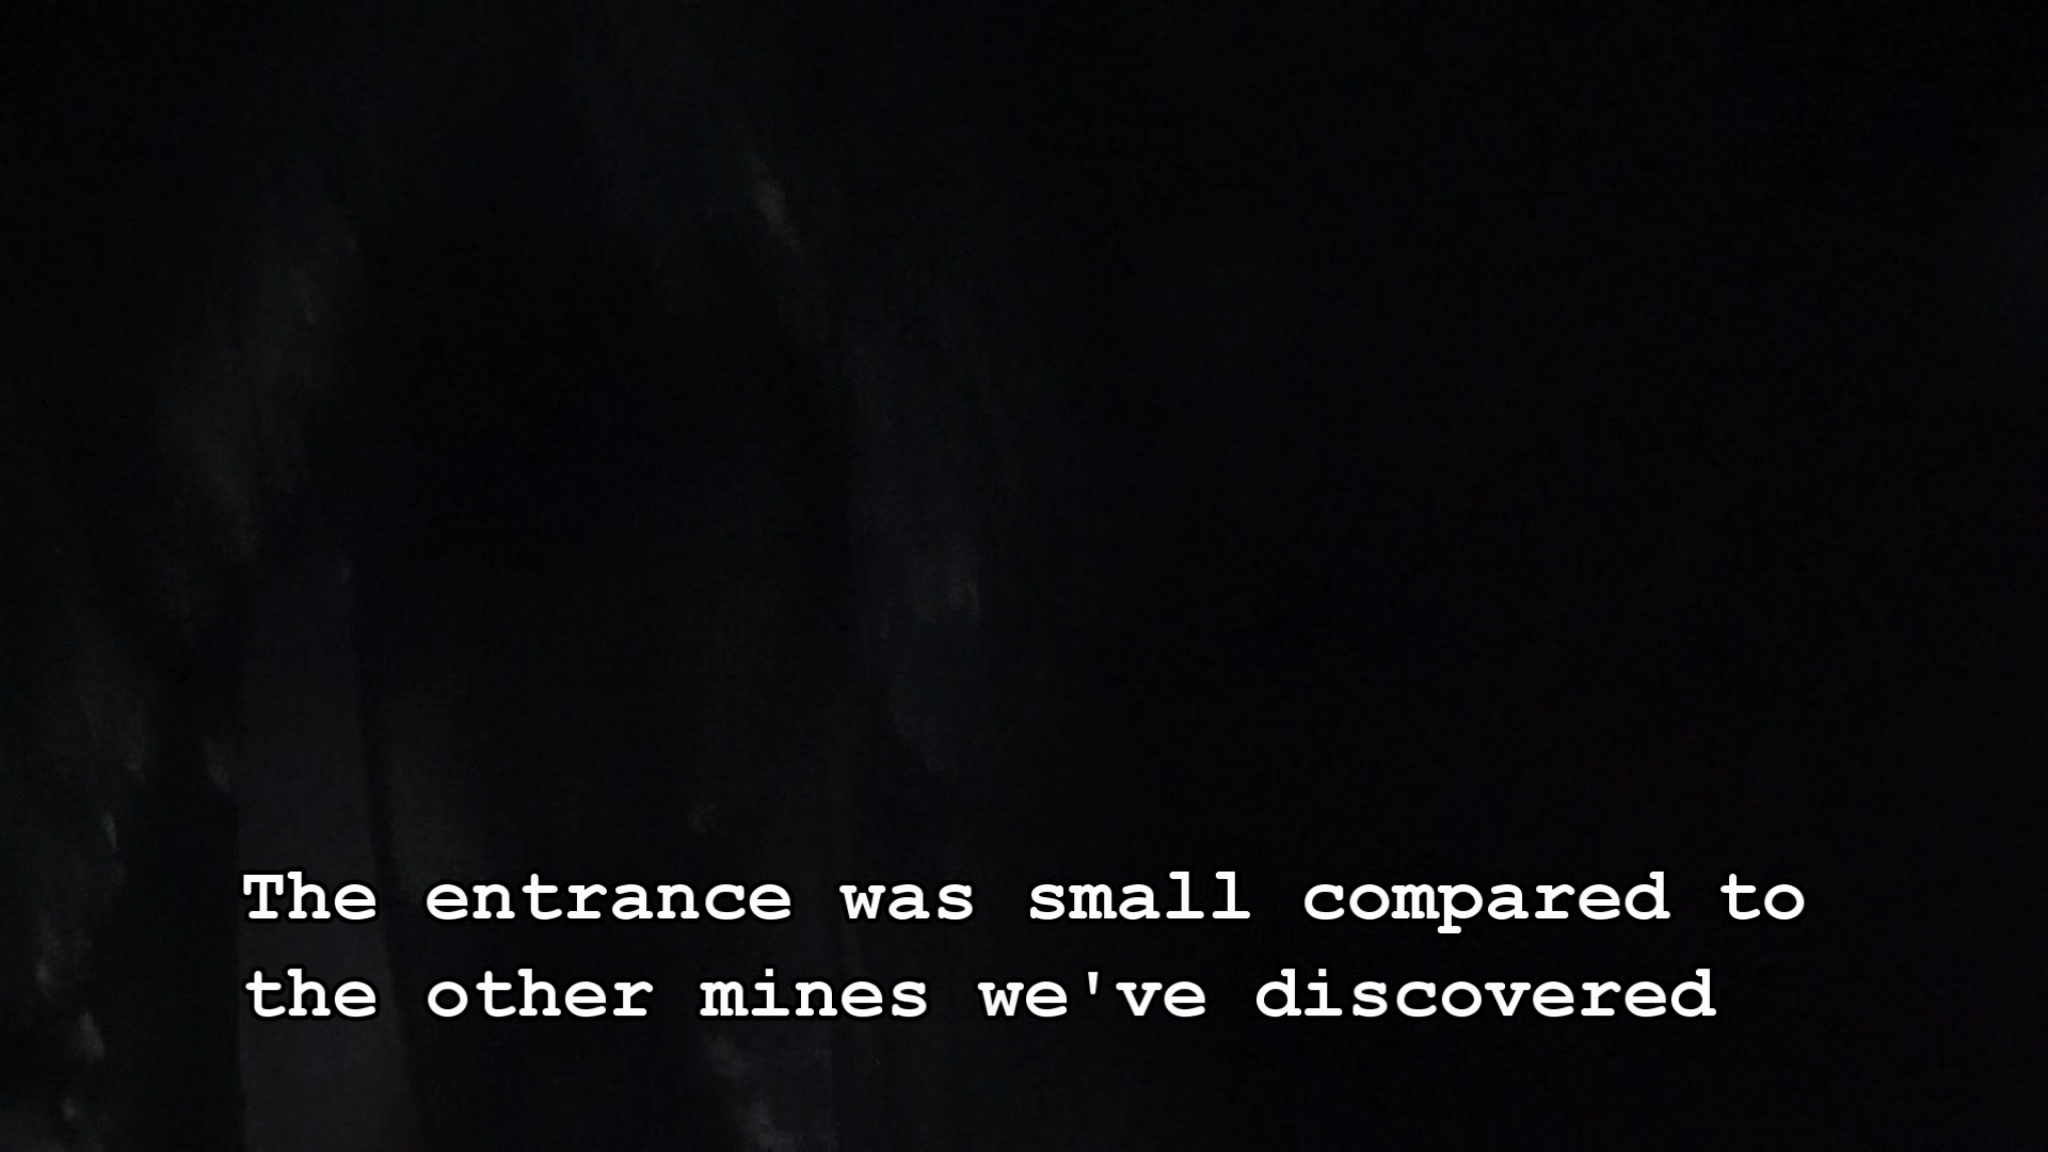 The entrance was small compared to
the other mines we've discovered